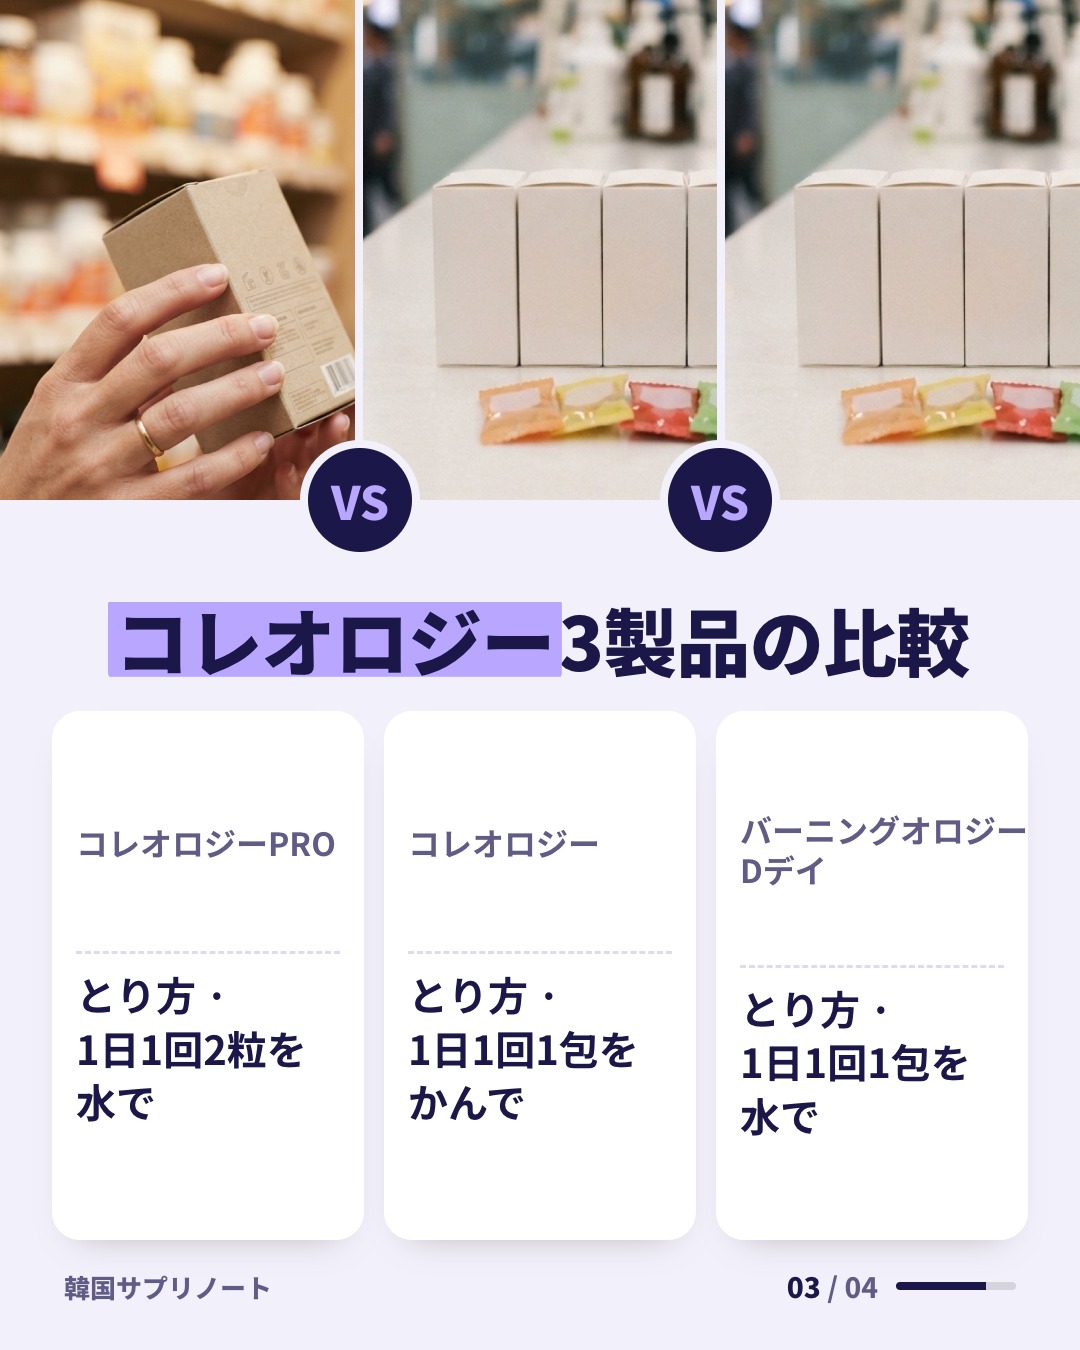 VS
VS
コレオロジー3製品の比較
コレオロジーPRO
とり方・
1日1回2粒を
水で
コレオロジー
とり方・
1日1回1包を
かんで
バーニングオロジー
Dデイ
とり方・
1日1回1包を
水で
韓国サプリノート
03 / 04